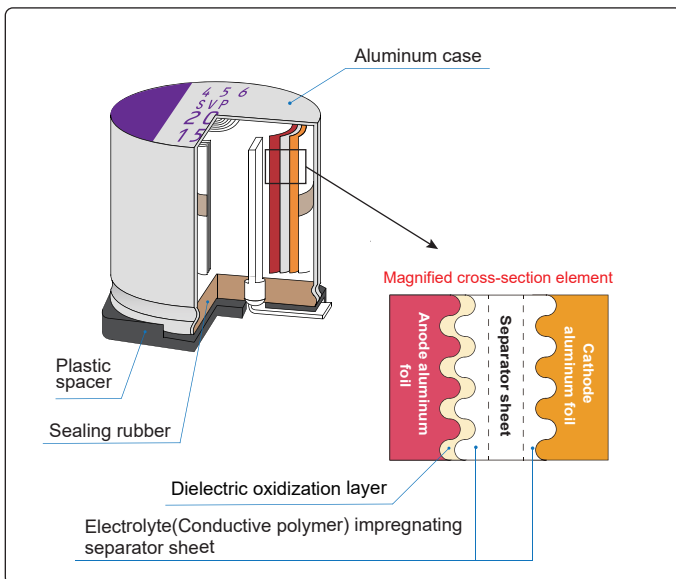 Aluminum case
4 5 6
SVP
20
15
Magnified cross-section element
Anode aluminum
foil
Separator sheet
Cathode
aluminum foil
Plastic
spacer
Sealing rubber
Dielectric oxidization layer
Electrolyte(Conductive polymer) impregnating
separator sheet